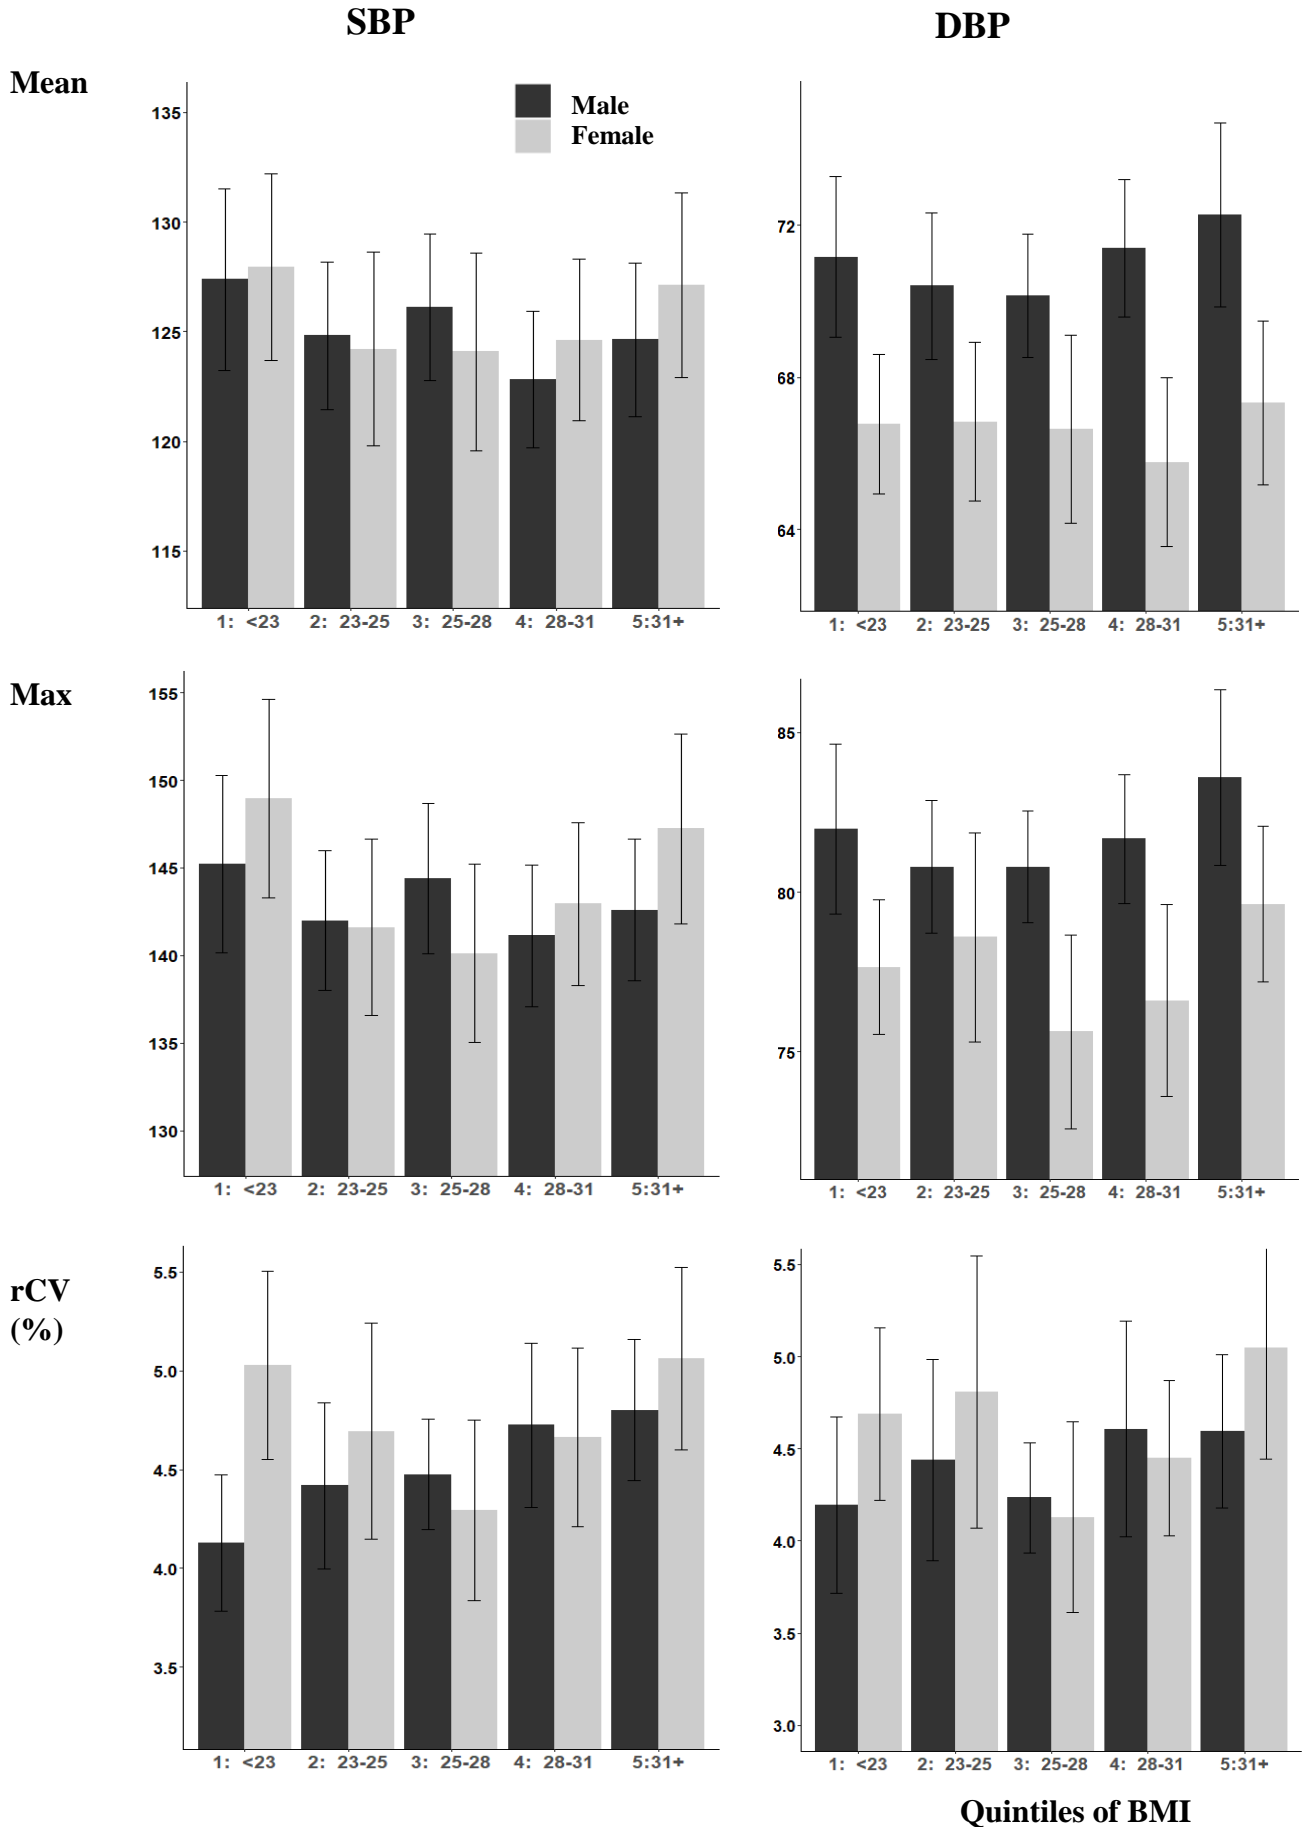 SBP DBP
Mean
Male
Female
135
130
125
120
115
1: <23 2: 23-25 3: 25-28 4: 28-31 5:31+
72
68
64
1: <23 2: 23-25 3: 25-28 4: 28-31 5:31+
Max
155
150
145
140
135
130
1: <23 2: 23-25 3: 25-28 4: 28-31 5:31+
85
80
75
1: <23 2: 23-25 3: 25-28 4: 28-31 5:31+
rCV
(%)
5.5
5.0
4.5
4.0
3.5
1: <23 2: 23-25 3: 25-28 4: 28-31 5:31+
5.5
5.0
4.5
4.0
3.5
3.0
1: <23 2: 23-25 3: 25-28 4: 28-31 5:31+
Quintiles of BMI